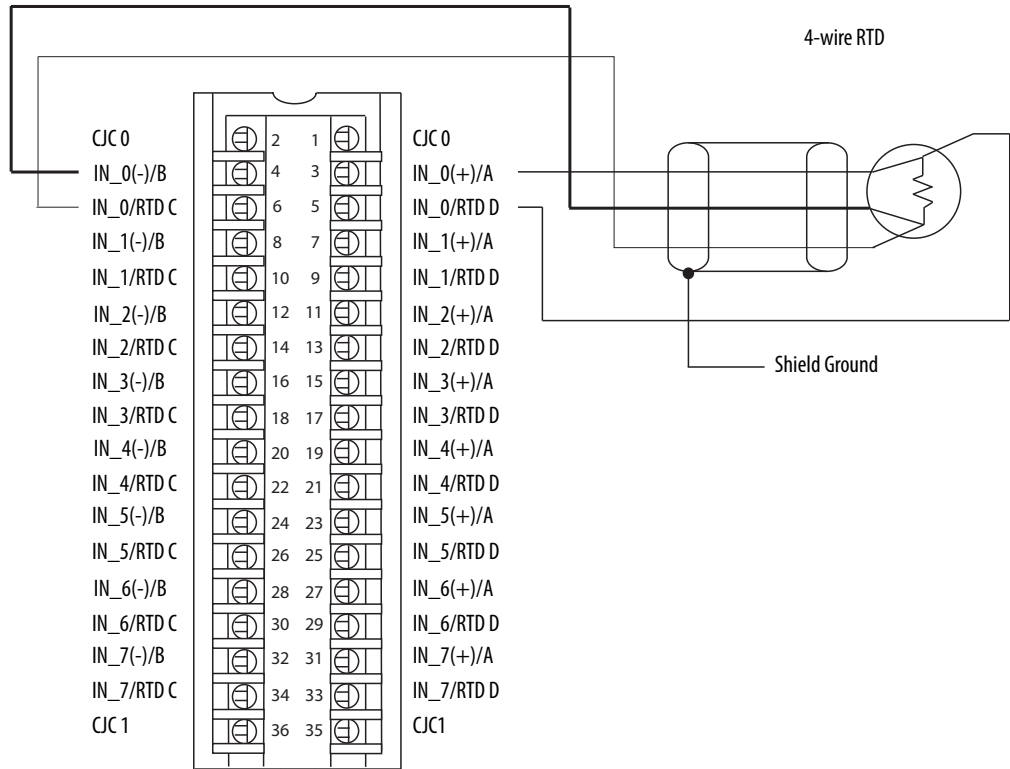 4-wire RTD
CJC 0 2 1 CJC 0
IN_0(-)/B 4 3 IN_0(+)/A
IN_0/RTD C 6 5 IN_0/RTD D
IN_1(-)/B 8 7 IN_1(+)/A
IN_1/RTD C 10 9 IN_1/RTD D
IN_2(-)/B 12 11 IN_2(+)/A
IN_2/RTD C 14 13 IN_2/RTD D
Shield Ground
IN_3(-)/B 16 15 IN_3(+)/A
IN_3/RTD C 18 17 IN_3/RTD D
IN_4(-)/B 20 19 IN_4(+)/A
IN_4/RTD C 22 21 IN_4/RTD D
IN_5(-)/B 24 23 IN_5(+)/A
IN_5/RTD C 26 25 IN_5/RTD D
IN_6(-)/B 28 27 IN_6(+)/A
IN_6/RTD C 30 29 IN_6/RTD D
IN_7(-)/B 32 31 IN_7(+)/A
IN_7/RTD C 34 33 IN_7/RTD D
CJC 1 36 35 CJC1